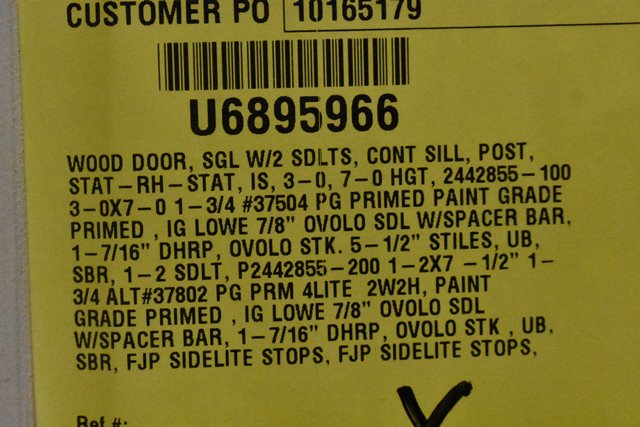 CUSTOMER PO 10165179
U6895966
WOOD DOOR, SGL W/2 SDLTS, CONT SILL, POST,
STAT-RH-STAT, IS, 3-0, 7-0 HGT, 2442855-100
3-0X7-0 1-3/4 #37504 PG PRIMED PAINT GRADE
PRIMED , IG LOWE 7/8" OVOLO SDL W/SPACER BAR,
1-7/16" DHRP, OVOLO STK. 5-1/2" STILES, UB,
SBR, 1-2 SDLT, P2442855-200 1-2X7 -1/2" 1-
3/4 ALT#37802 PG PRM 4LITE 2W2H, PAINT
GRADE PRIMED , IG LOWE 7/8" OVOLO SDL
W/SPACER BAR, 1-7/16" DHRP, OVOLO STK , UB,
SBR, FJP SIDELITE STOPS, FJP SIDELITE STOPS,
Ref #: